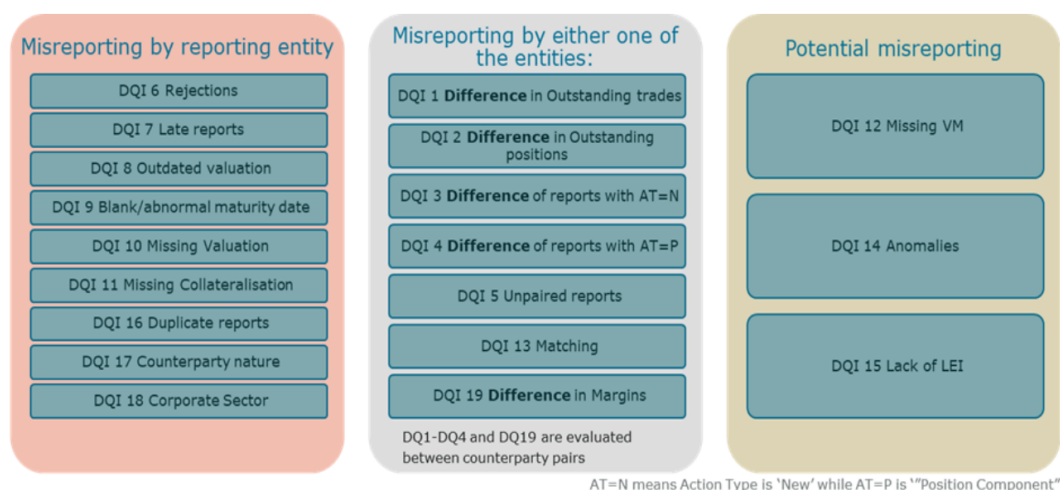 Misreporting by reporting entity
DQI 6 Rejections
DQI 7 Late reports
DQI 8 Outdated valuation
DQI 9 Blank/abnormal maturity date
DQI 10 Missing Valuation
DQI 11 Missing Collateralisation
DQI 16 Duplicate reports
DQI 17 Counterparty nature
DQI 18 Corporate Sector
Misreporting by either one of
the entities:
DQI 1 Difference in Outstanding trades
DQI 2 Difference in Outstanding
positions
DQI 3 Difference of reports with AT=N
DQI 4 Difference of reports with AT=P
DQI 5 Unpaired reports
DQI 13 Matching
DQI 19 Difference in Margins
DQ1-DQ4 and DQ19 are evaluated
between counterparty pairs
Potential misreporting
DQI 12 Missing VM
DQI 14 Anomalies
DQI 15 Lack of LEI
AT=N means Action Type is ‘New’ while AT=P is ‘"Position Component"